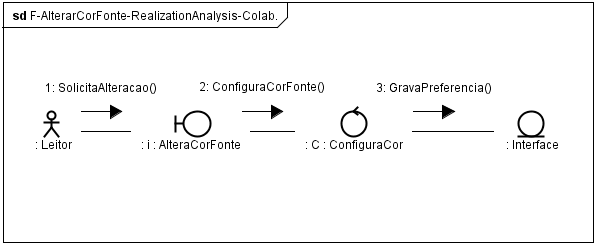 sd F-AlterarCorFonte-RealizationAnalysis-Colab.
1: SolicitaAlteracao()
2: ConfiguraCorFonte()
3: GravaPreferencia()
: Leitor
: i : AlteraCorFonte
: C : ConfiguraCor
: Interface